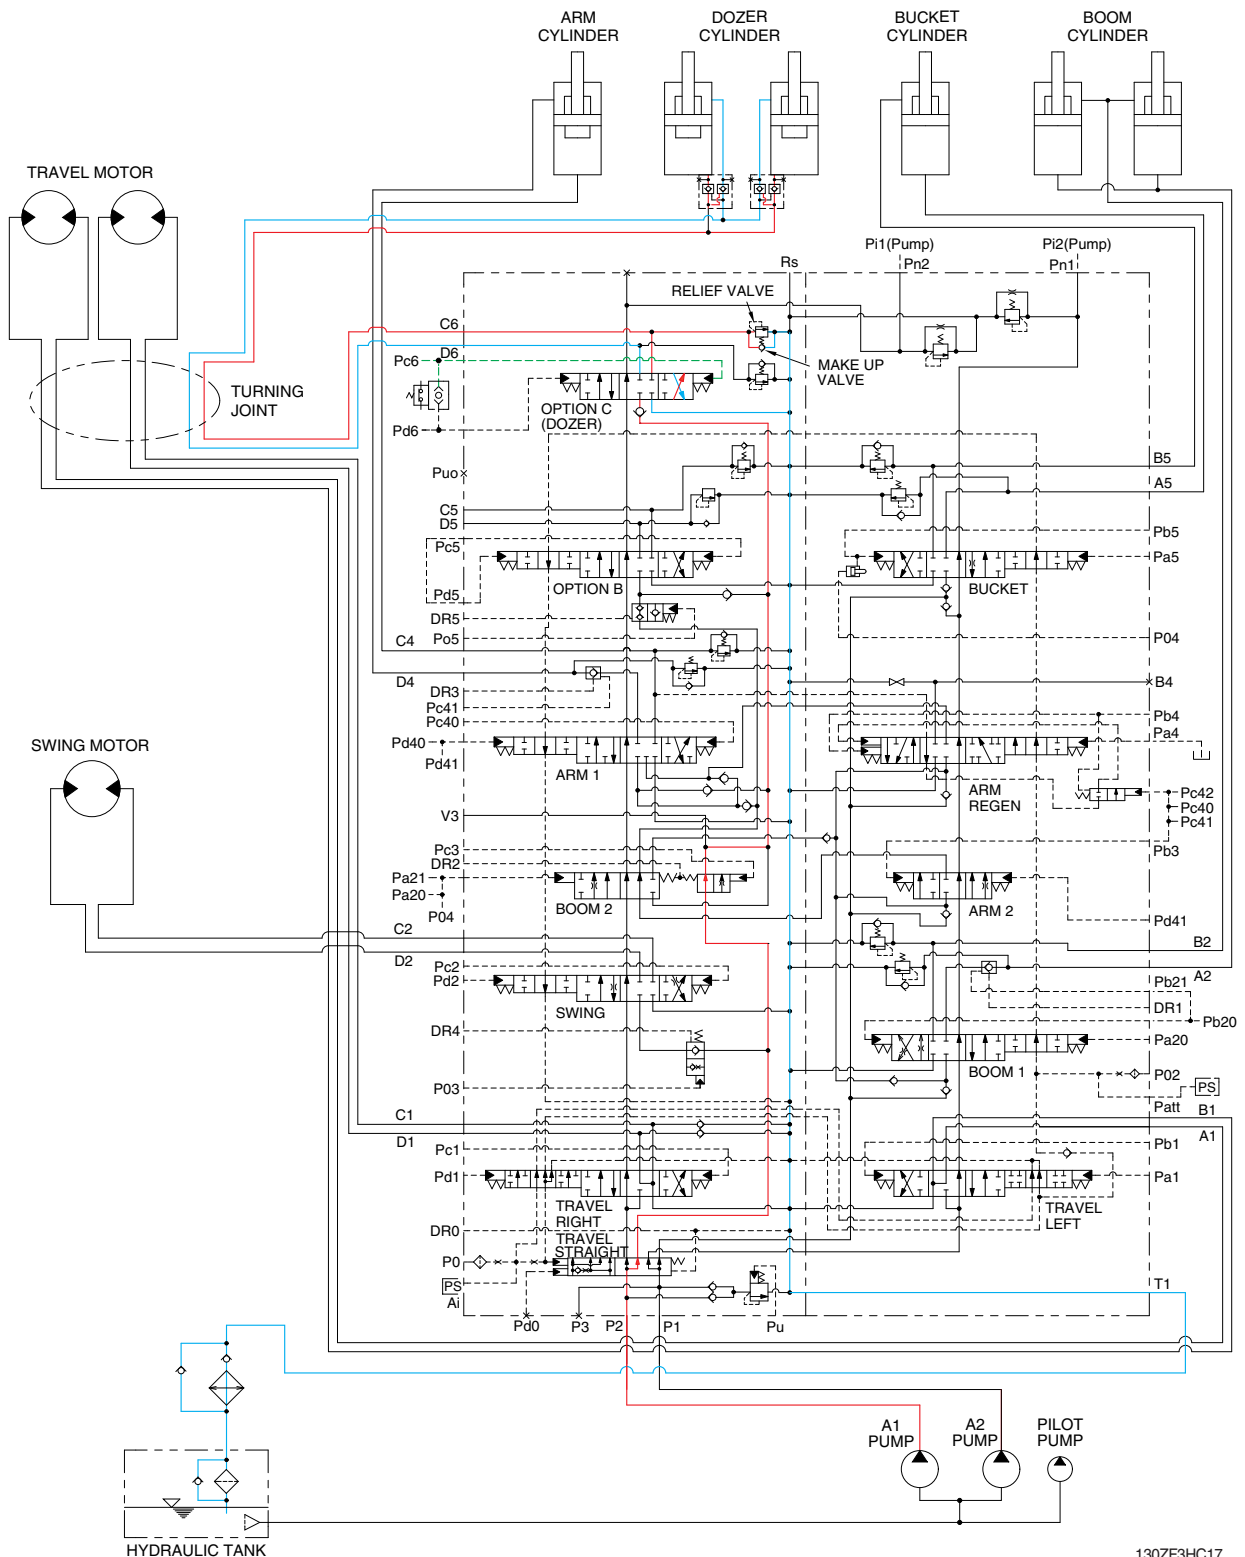 ARM
CYLINDER
DOZER
CYLINDER
BUCKET
CYLINDER
BOOM
CYLINDER
TRAVEL MOTOR
TURNING
JOINT
Pi1(Pump)
Pn2
Pi2(Pump)
Pn1
Rs
RELIEF VALVE
MAKE UP
VALVE
C6
D6
Pc6
Pd6
OPTION C
(DOZER)
Puo
C5
D5
Pc5
Pd5
OPTION B
DR5
Po5
C4
D4
DR3
Pc41
Pc40
Pd40
Pd41
ARM 1
SWING MOTOR
V3
Pc3
DR2
Pa21
Pa20
P04
BOOM 2
C2
D2
Pc2
Pd2
SWING
DR4
P03
C1
D1
Pc1
Pd1
TRAVEL
RIGHT
TRAVEL
STRAIGHT
DR0
P0
PS
Ai
Pd0
P3
P2
P1
Pu
B5
A5
Pb5
Pa5
BUCKET
P04
B4
Pb4
Pa4
ARM
REGEN
Pc42
Pc40
Pc41
Pb3
ARM 2
Pd41
B2
A2
Pb21
DR1
Pb20
Pa20
BOOM 1
P02
PS
Patt
B1
A1
Pb1
Pa1
TRAVEL
LEFT
T1
A1
PUMP
A2
PUMP
PILOT
PUMP
HYDRAULIC TANK
130ZF3HC17